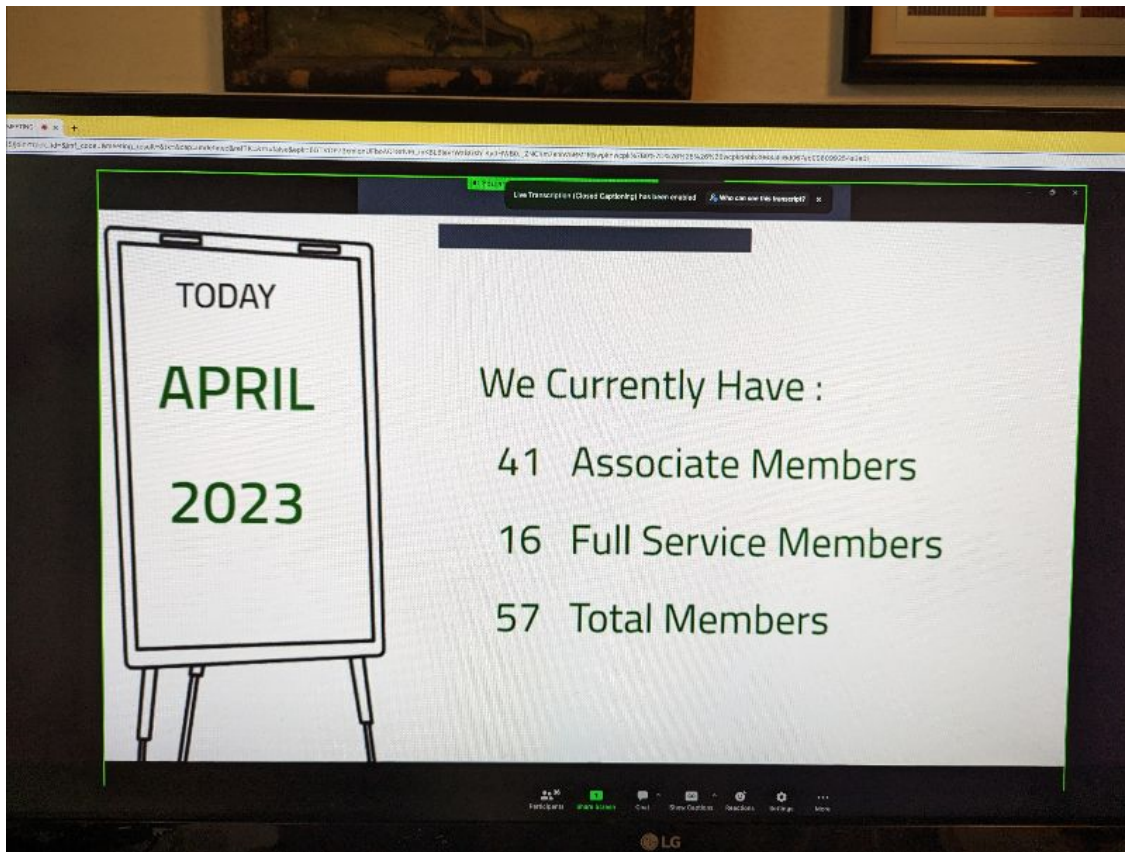 Live Transcription (Closed Captioning) has been enabled Who can see this transcript?
TODAY
APRIL
2023
We Currently Have :
41 Associate Members
16 Full Service Members
57 Total Members
Participants Share Screen Chat Show Captions Reactions Settings More
LG